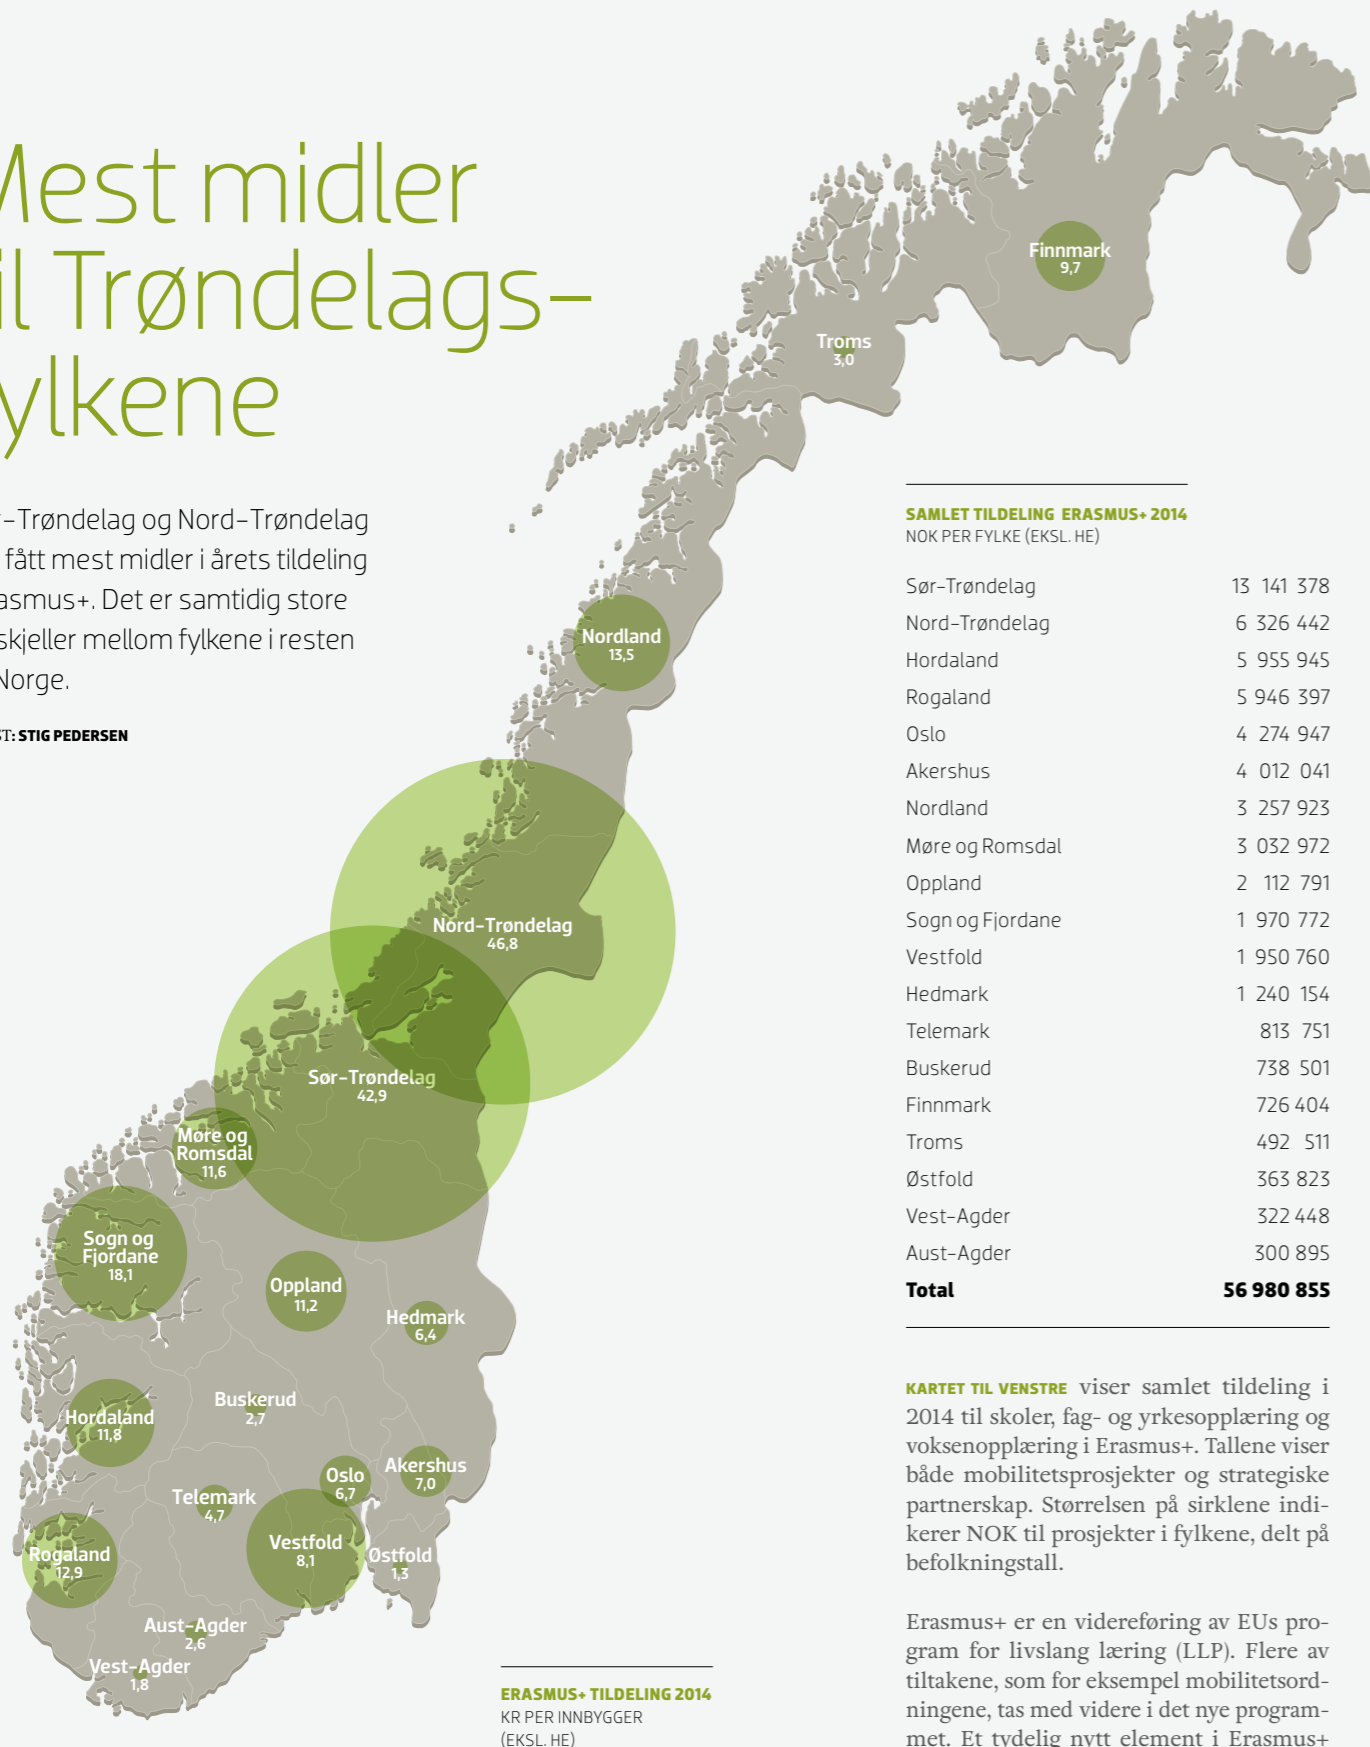 Mest midler
il Trøndelags-
ylkene
r-Trøndelag og Nord-Trøndelag
fått mest midler i årets tildeling
asmus+. Det er samtidig store
skjeller mellom fylkene i resten
Norge.
ST: STIG PEDERSEN
Finnmark
9,7
Troms
3,0
Nordland
13,5
Nord-Trøndelag
46,8
Sør-Trøndelag
42,9
Møre og
Romsdal
11,6
Sogn og
Fjordane
18,1
Oppland
11,2
Hedmark
6,4
Buskerud
2,7
Hordaland
11,8
Oslo
6,7
Akershus
7,0
Telemark
4,7
Vestfold
8,1
Østfold
1,3
Rogaland
12,9
Aust-Agder
2,6
Vest-Agder
1,8
ERASMUS+ TILDELING 2014
KR PER INNBYGGER
(EKSL. HE)
SAMLET TILDELING ERASMUS+ 2014
NOK PER FYLKE (EKSL. HE)
Sør-Trøndelag 13 141 378
Nord-Trøndelag 6 326 442
Hordaland 5 955 945
Rogaland 5 946 397
Oslo 4 274 947
Akershus 4 012 041
Nordland 3 257 923
Møre og Romsdal 3 032 972
Oppland 2 112 791
Sogn og Fjordane 1 970 772
Vestfold 1 950 760
Hedmark 1 240 154
Telemark 813 751
Buskerud 738 501
Finnmark 726 404
Troms 492 511
Østfold 363 823
Vest-Agder 322 448
Aust-Agder 300 895
Total 56 980 855
KARTET TIL VENSTRE viser samlet tildeling i
2014 til skoler, fag- og yrkesopplæring og
voksenopplæring i Erasmus+. Tallene viser
både mobilitetsprosjekter og strategiske
partnerskap. Størrelsen på sirklene indi-
kerer NOK til prosjekter i fylkene, delt på
befolkningstall.
Erasmus+ er en videreføring av EUs pro-
gram for livslang læring (LLP). Flere av
tiltakene, som for eksempel mobilitetsord-
ningene, tas med videre i det nye program-
met. Et tydelig nytt element i Erasmus+